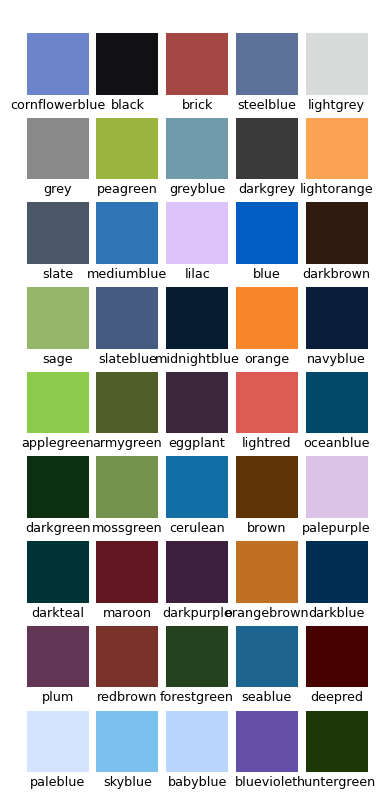 cornflowerblue black brick steelblue lightgrey
grey peagreen greyblue darkgrey lightorange
slate mediumblue lilac blue darkbrown
sage slateblue midnightblue orange navyblue
applegreen armygreen eggplant lightred oceanblue
darkgreen mossgreen cerulean brown palepurple
darkteal maroon darkpurple orangebrown darkblue
plum redbrown forestgreen seablue deepred
paleblue skyblue babyblue blueviolet huntergreen